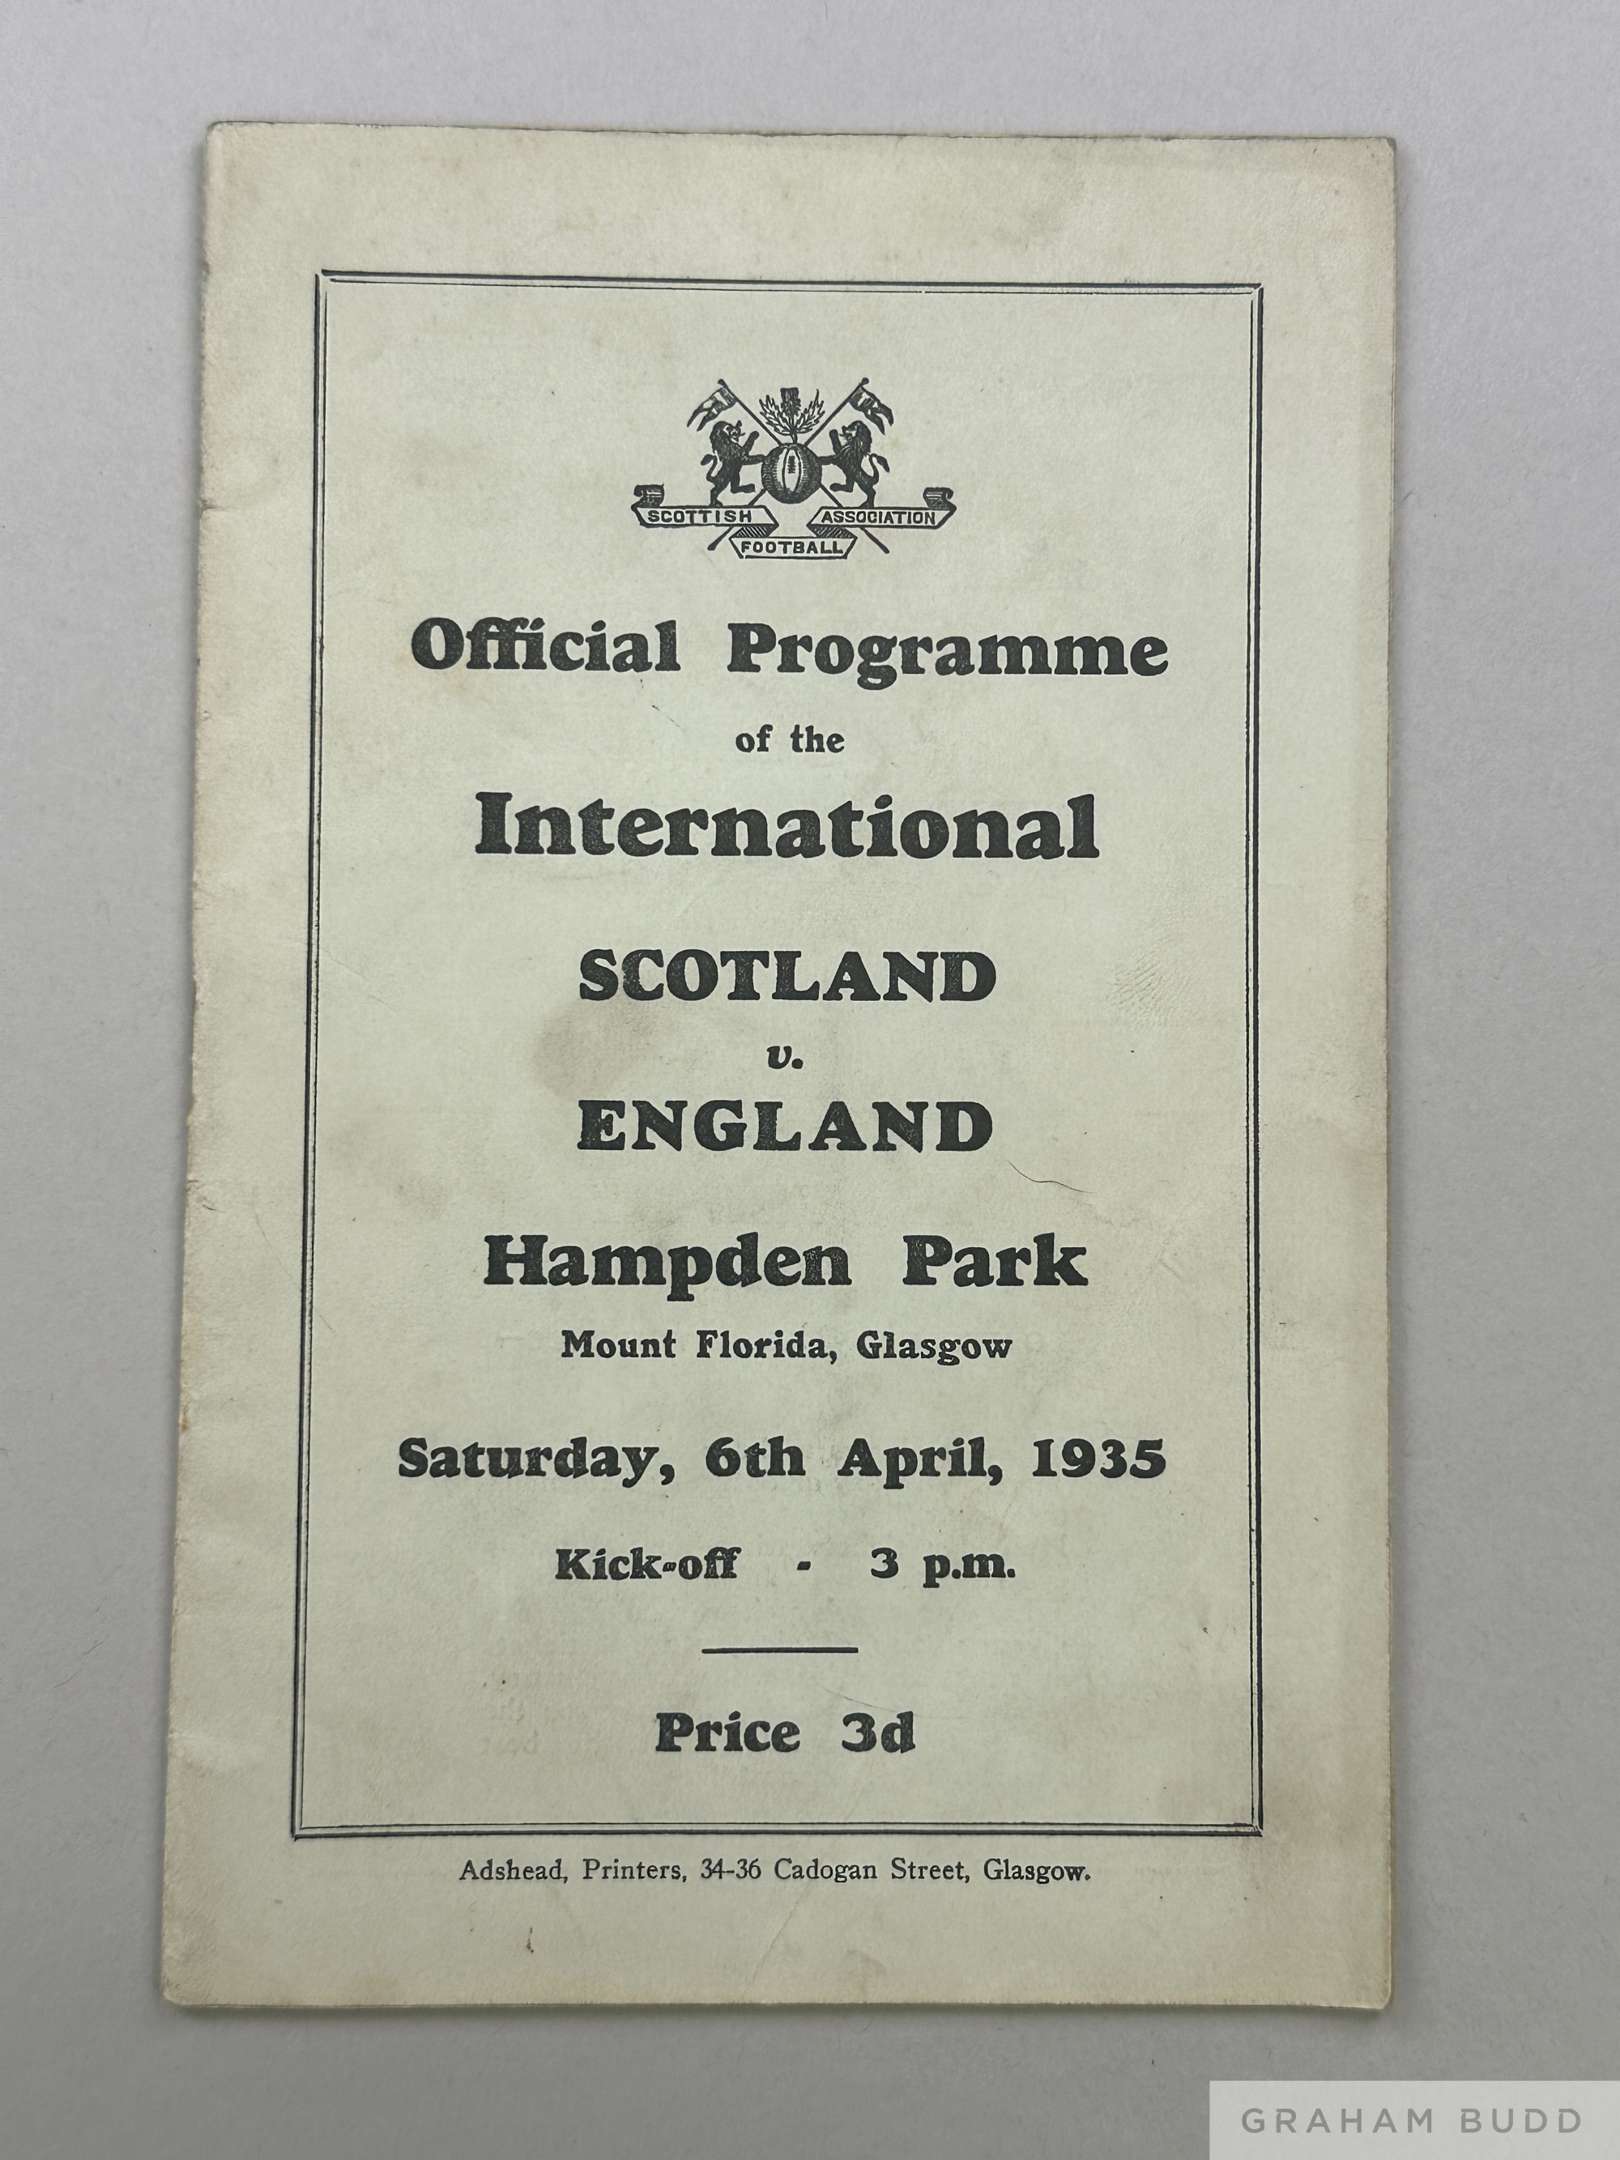 SCOTTISH ASSOCIATION
FOOTBALL
Official Programme
of the
International
SCOTLAND
v.
ENGLAND
Hampden Park
Mount Florida, Glasgow
Saturday, 6th April, 1935
Kick-off - 3 p.m.
Price 3d
Adshead, Printers, 34-36 Cadogan Street, Glasgow.
GRAHAM BUDD